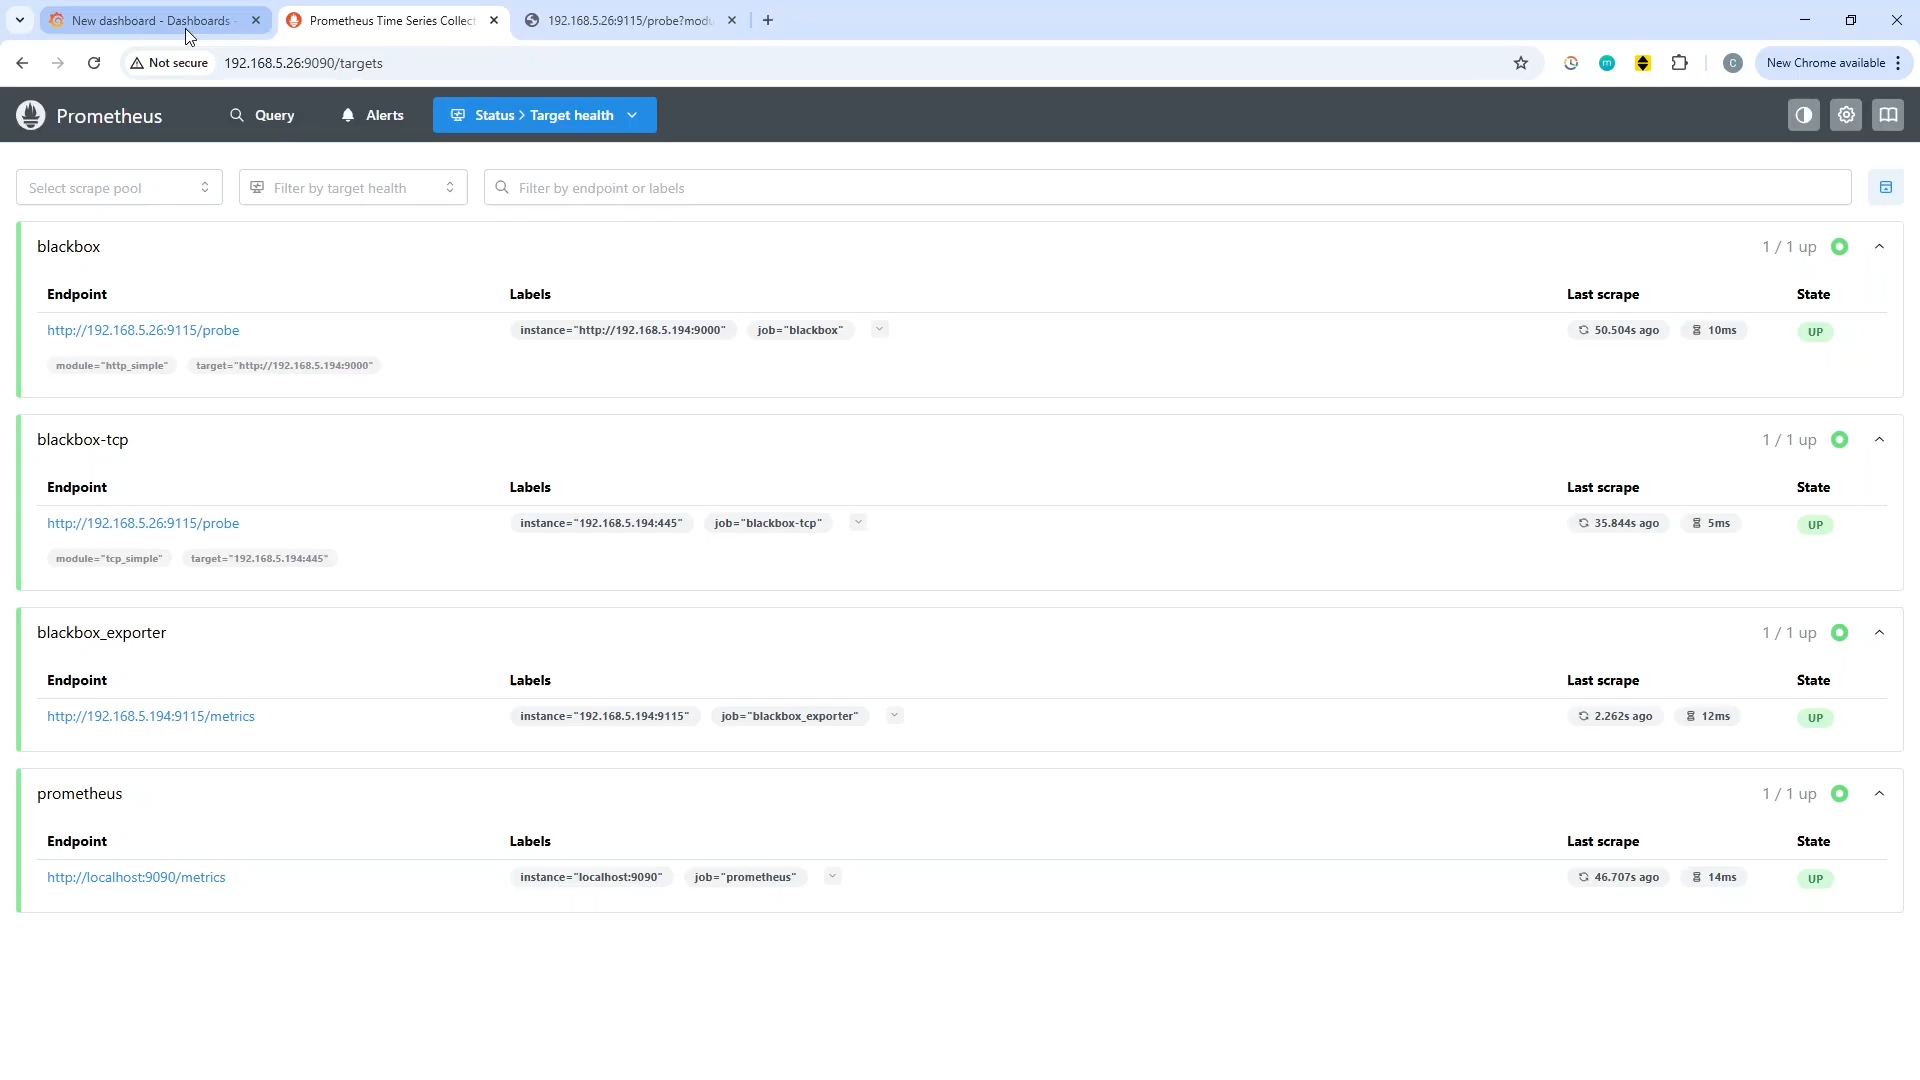 New dashboard - Dashboards -
Prometheus Time Series Collect
192.168.5.26:9115/probe?modu
Not secure
192.168.5.26:9090/targets
C
New Chrome available
Prometheus
Query
Alerts
Status > Target health
Select scrape pool
Filter by target health
Filter by endpoint or labels
blackbox
1 / 1 up
Endpoint Labels Last scrape State
http://192.168.5.26:9115/probe instance="http://192.168.5.194:9000" job="blackbox" 50.504s ago 10ms UP
module="http_simple" target="http://192.168.5.194:9000"
blackbox-tcp
1 / 1 up
Endpoint Labels Last scrape State
http://192.168.5.26:9115/probe instance="192.168.5.194:445" job="blackbox-tcp" 35.844s ago 5ms UP
module="tcp_simple" target="192.168.5.194:445"
blackbox_exporter
1 / 1 up
Endpoint Labels Last scrape State
http://192.168.5.194:9115/metrics instance="192.168.5.194:9115" job="blackbox_exporter" 2.262s ago 12ms UP
prometheus
1 / 1 up
Endpoint Labels Last scrape State
http://localhost:9090/metrics instance="localhost:9090" job="prometheus" 46.707s ago 14ms UP